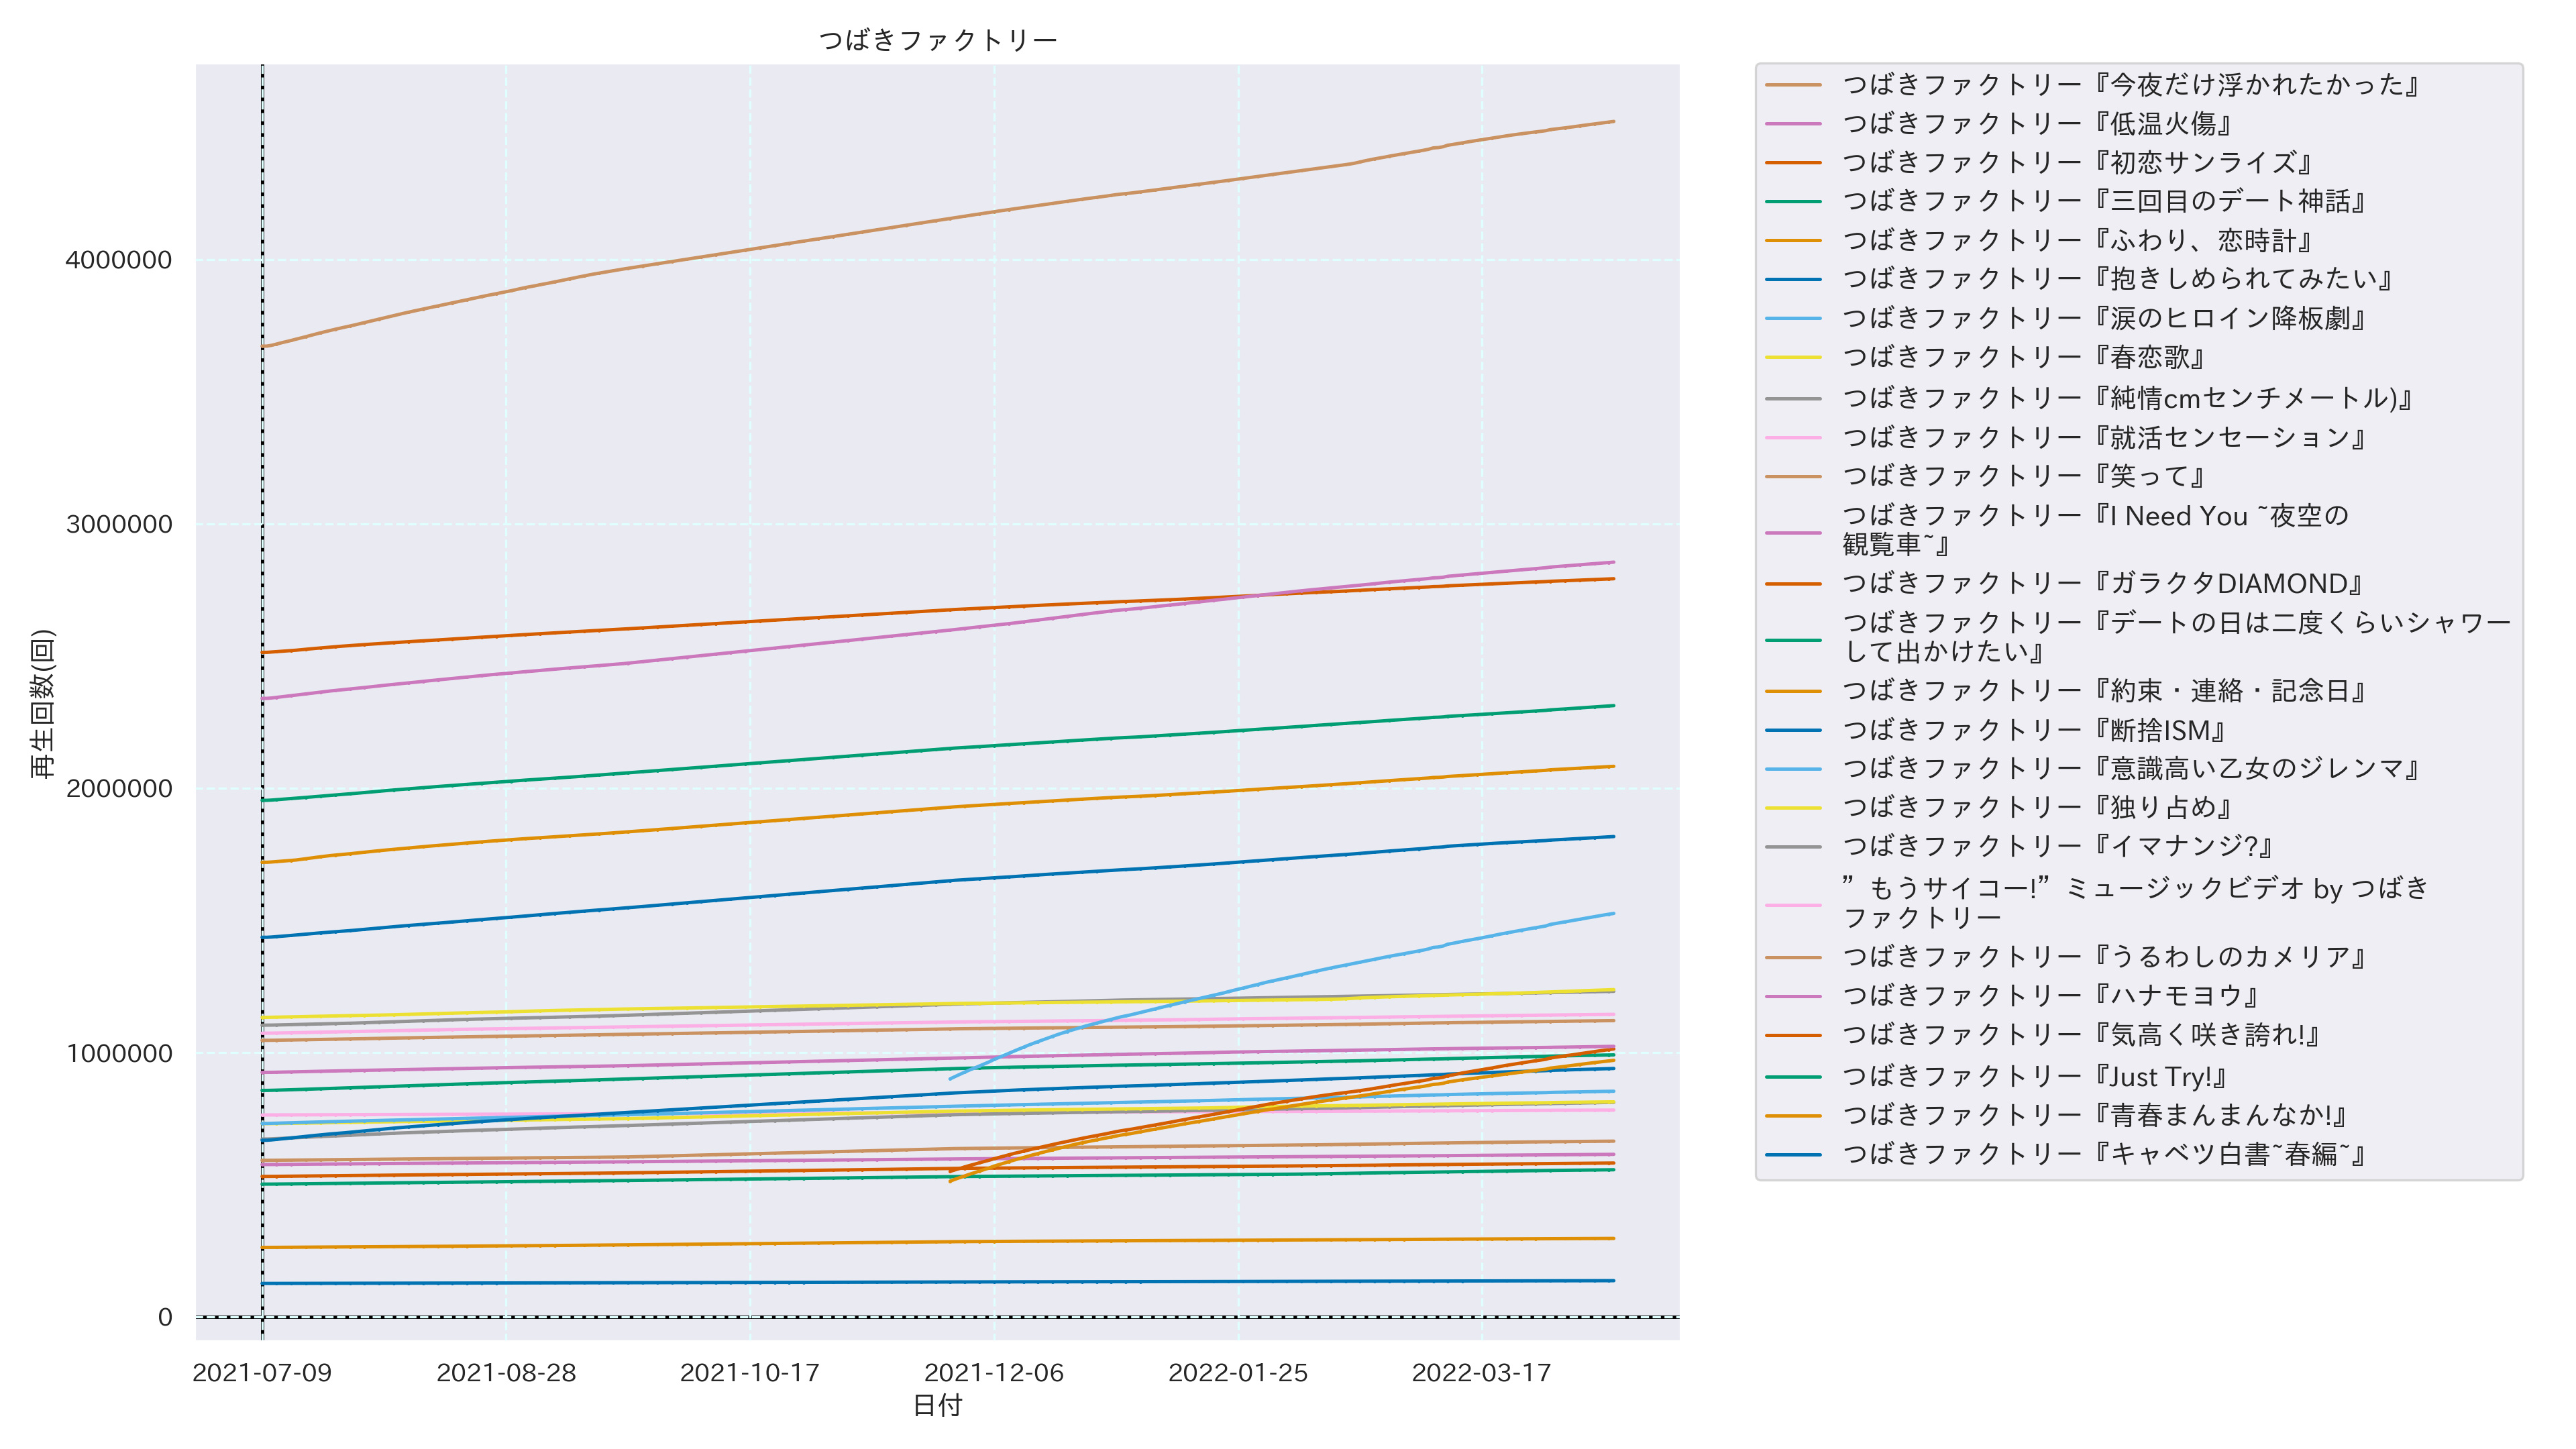 つばきファクトリー
再生回数(回)
4000000
3000000
2000000
1000000
0
2021-07-09
2021-08-28
2021-10-17
2021-12-06
2022-01-25
2022-03-17
日付
つばきファクトリー『今夜だけ浮かれたかった』
つばきファクトリー『低温火傷』
つばきファクトリー『初恋サンライズ』
つばきファクトリー『三回目のデート神話』
つばきファクトリー『ふわり、恋時計』
つばきファクトリー『抱きしめられてみたい』
つばきファクトリー『涙のヒロイン降板劇』
つばきファクトリー『春恋歌』
つばきファクトリー『純情cmセンチメートル)』
つばきファクトリー『就活センセーション』
つばきファクトリー『笑って』
つばきファクトリー『I Need You ~夜空の
観覧車~』
つばきファクトリー『ガラクタDIAMOND』
つばきファクトリー『デートの日は二度くらいシャワー
して出かけたい』
つばきファクトリー『約束・連絡・記念日』
つばきファクトリー『断捨ISM』
つばきファクトリー『意識高い乙女のジレンマ』
つばきファクトリー『独り占め』
つばきファクトリー『イマナンジ?』
”もうサイコー!”ミュージックビデオ by つばき
ファクトリー
つばきファクトリー『うるわしのカメリア』
つばきファクトリー『ハナモヨウ』
つばきファクトリー『気高く咲き誇れ!』
つばきファクトリー『Just Try!』
つばきファクトリー『青春まんまんなか!』
つばきファクトリー『キャベツ白書~春編~』